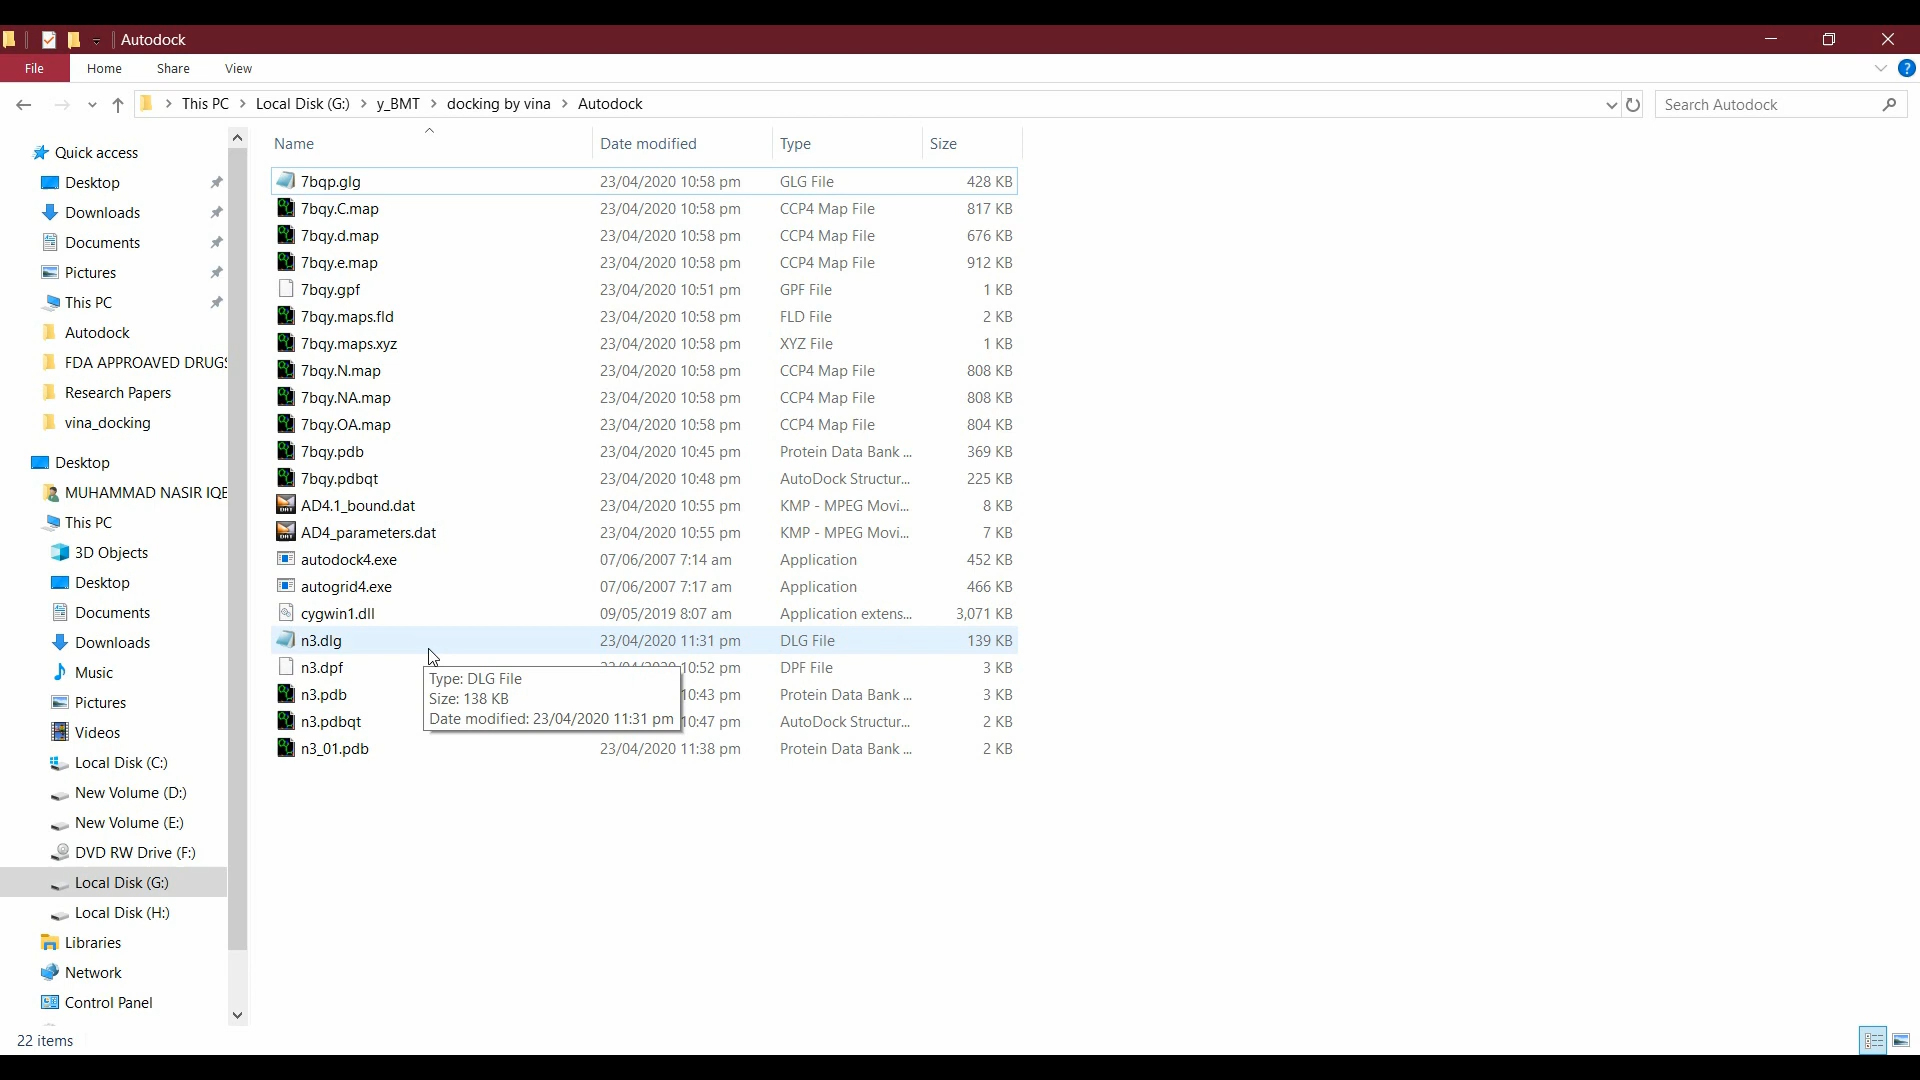 Autodock
File Home Share View
This PC > Local Disk (G:) > y_BMT > docking by vina > Autodock
Search Autodock
Quick access
Desktop
Downloads
Documents
Pictures
This PC
Autodock
FDA APPROAVED DRUGS
Research Papers
vina_docking
Desktop
MUHAMMAD NASIR IQB
This PC
3D Objects
Desktop
Documents
Downloads
Music
Pictures
Videos
Local Disk (C:)
New Volume (D:)
New Volume (E:)
DVD RW Drive (F:)
Local Disk (G:)
Local Disk (H:)
Libraries
Network
Control Panel
Name Date modified Type Size
7bqp.glg 23/04/2020 10:58 pm GLG File 428 KB
7bqy.C.map 23/04/2020 10:58 pm CCP4 Map File 817 KB
7bqy.d.map 23/04/2020 10:58 pm CCP4 Map File 676 KB
7bqy.e.map 23/04/2020 10:58 pm CCP4 Map File 912 KB
7bqy.gpf 23/04/2020 10:51 pm GPF File 1 KB
7bqy.maps.fld 23/04/2020 10:58 pm FLD File 2 KB
7bqy.maps.xyz 23/04/2020 10:58 pm XYZ File 1 KB
7bqy.N.map 23/04/2020 10:58 pm CCP4 Map File 808 KB
7bqy.NA.map 23/04/2020 10:58 pm CCP4 Map File 808 KB
7bqy.OA.map 23/04/2020 10:58 pm CCP4 Map File 804 KB
7bqy.pdb 23/04/2020 10:45 pm Protein Data Bank ... 369 KB
7bqy.pdbqt 23/04/2020 10:48 pm AutoDock Structur... 225 KB
AD4.1_bound.dat 23/04/2020 10:55 pm KMP - MPEG Movi... 8 KB
AD4_parameters.dat 23/04/2020 10:55 pm KMP - MPEG Movi... 7 KB
autodock4.exe 07/06/2007 7:14 am Application 452 KB
autogrid4.exe 07/06/2007 7:17 am Application 466 KB
cygwin1.dll 09/05/2019 8:07 am Application extens... 3,071 KB
n3.dlg 23/04/2020 11:31 pm DLG File 139 KB
n3.dpf 10:52 pm DPF File 3 KB
n3.pdb 10:43 pm Protein Data Bank ... 3 KB
n3.pdbqt 10:47 pm AutoDock Structur... 2 KB
n3_01.pdb 23/04/2020 11:38 pm Protein Data Bank ... 2 KB
Type: DLG File
Size: 138 KB
Date modified: 23/04/2020 11:31 pm
22 items